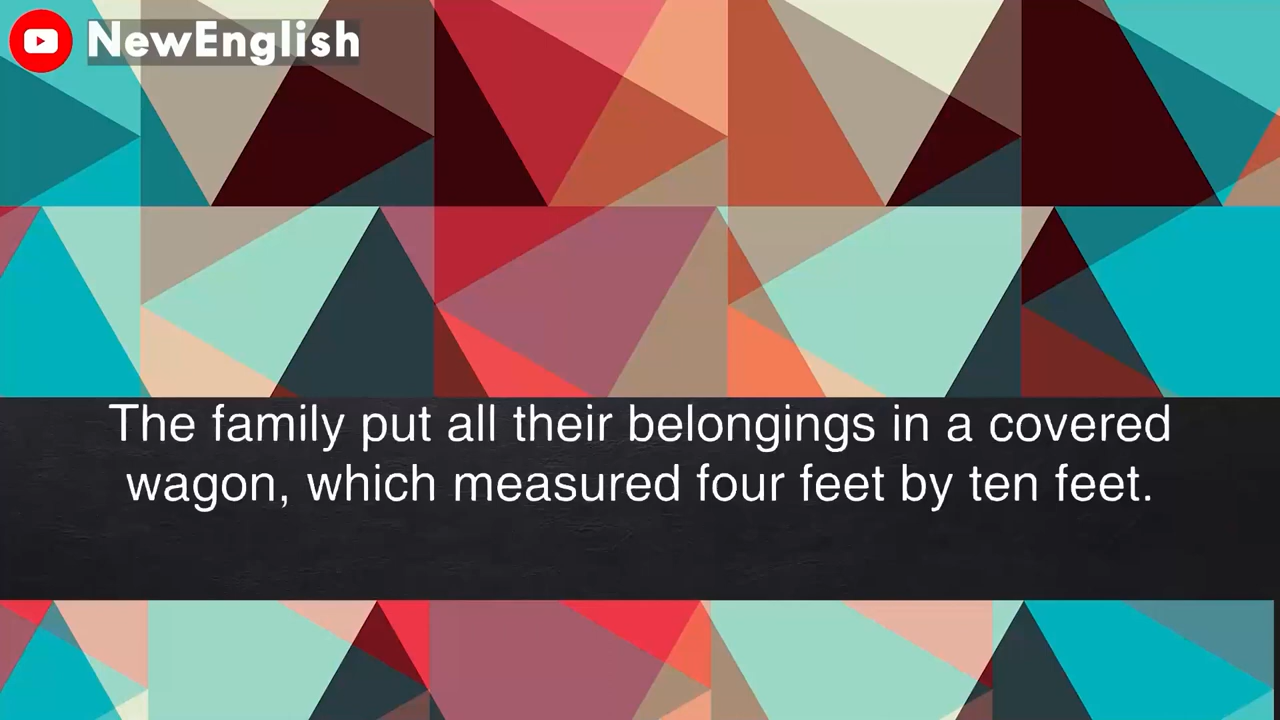 NewEnglish
The family put all their belongings in a covered
wagon, which measured four feet by ten feet.